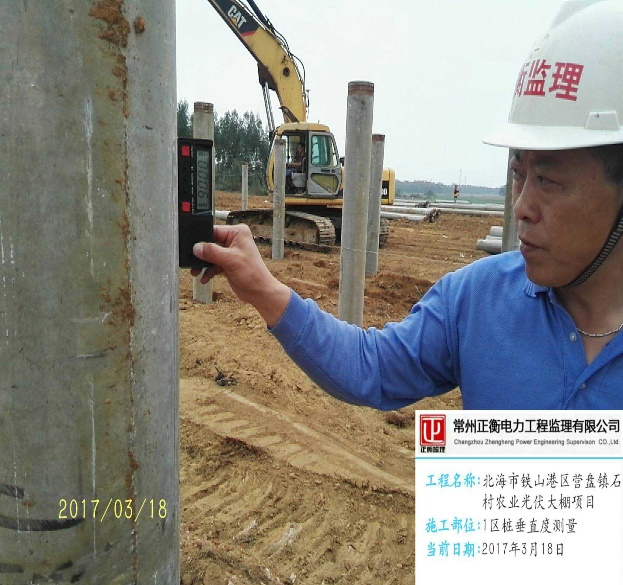 CAT
衡监理
2017/03/18
正衡监理
常州正衡电力工程监理有限公司
Changzhou Zhengheng Power Engineering Supervison CO.,Ltd.
工程名称:北海市铁山港区营盘镇石
村农业光伏大棚项目
施工部位:1区桩垂直度测量
当前日期:2017年3月18日